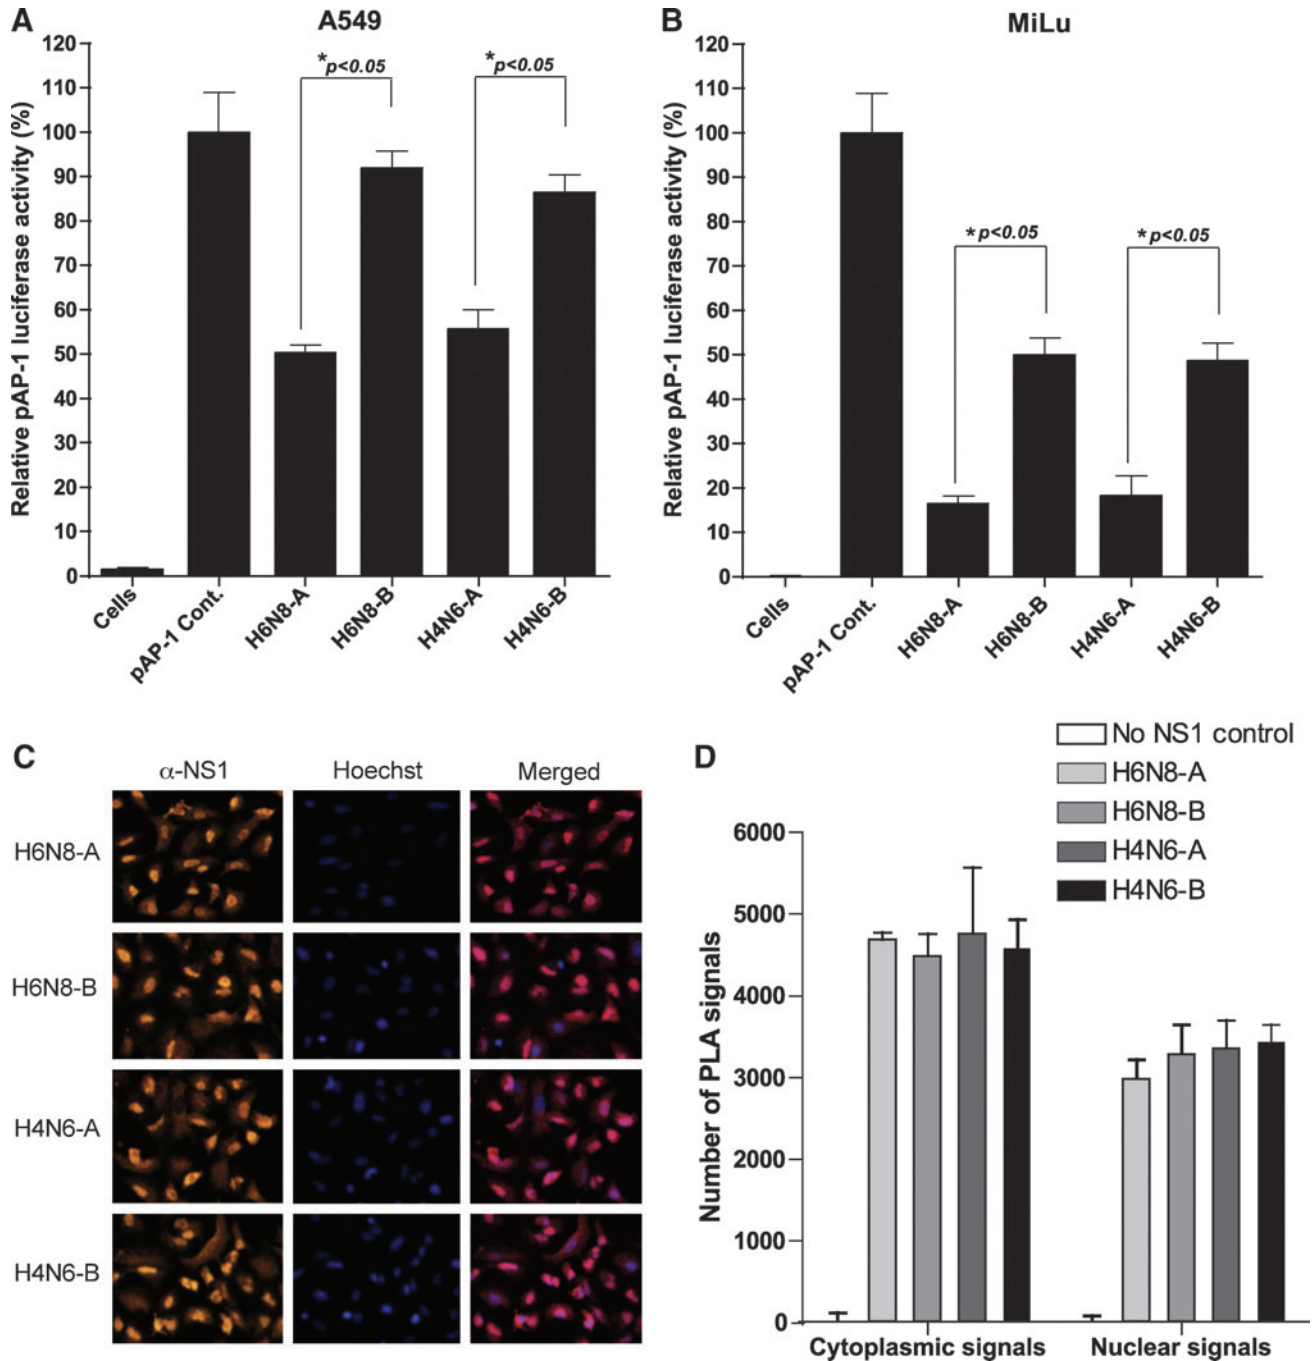 A
A549
Relative pAP-1 luciferase activity (%)
120
110
100
90
80
70
60
50
40
30
20
10
0
*p<0.05
*p<0.05
Cells
pAP-1 Cont.
H6N8-A
H6N8-B
H4N6-A
H4N6-B
B
MiLu
Relative pAP-1 luciferase activity (%)
120
110
100
90
80
70
60
50
40
30
20
10
0
*p<0.05
*p<0.05
Cells
pAP-1 Cont.
H6N8-A
H6N8-B
H4N6-A
H4N6-B
C
α-NS1 Hoechst Merged
H6N8-A
H6N8-B
H4N6-A
H4N6-B
D
No NS1 control
H6N8-A
H6N8-B
H4N6-A
H4N6-B
Number of PLA signals
6000
5000
4000
3000
2000
1000
0
Cytoplasmic signals Nuclear signals